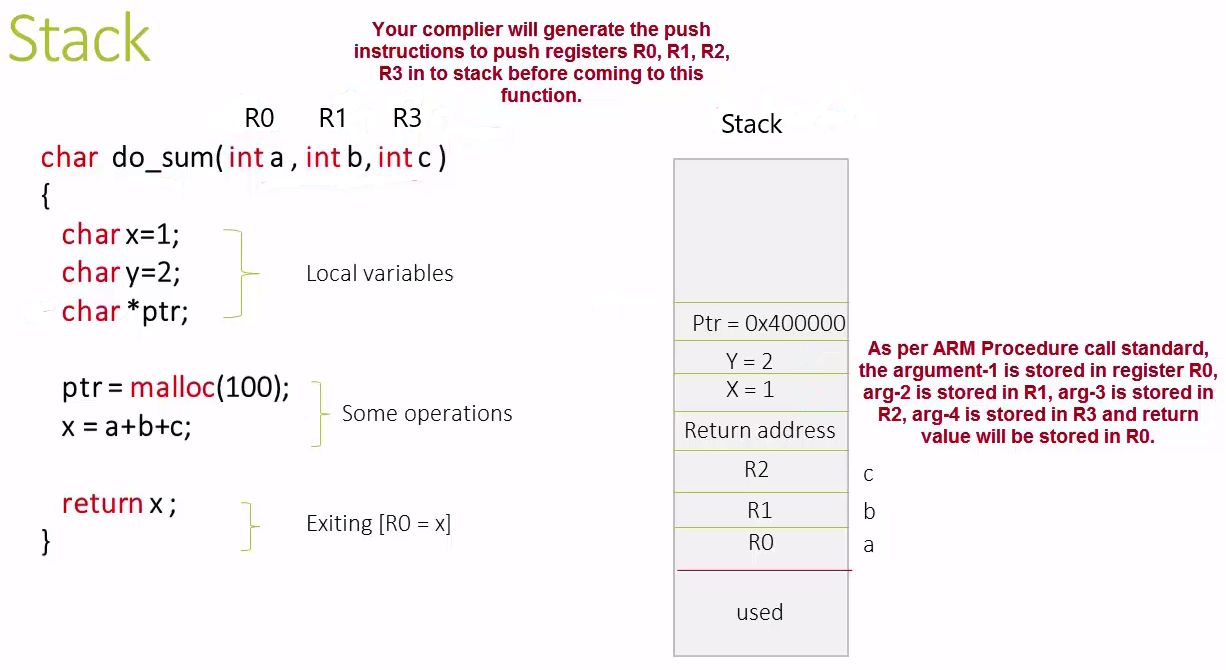 Stack
Your complier will generate the push
instructions to push registers R0, R1, R2,
R3 in to stack before coming to this
function.
R0 R1 R3
char do_sum( int a , int b, int c )
{
char x=1;
char y=2;
char *ptr;
Local variables
ptr = malloc(100);
x = a+b+c;
Some operations
return x ;
}
Exiting [R0 = x]
Stack
Ptr = 0x400000
Y = 2
X = 1
Return address
R2 c
R1 b
R0 a
used
As per ARM Procedure call standard,
the argument-1 is stored in register R0,
arg-2 is stored in R1, arg-3 is stored in
R2, arg-4 is stored in R3 and return
value will be stored in R0.